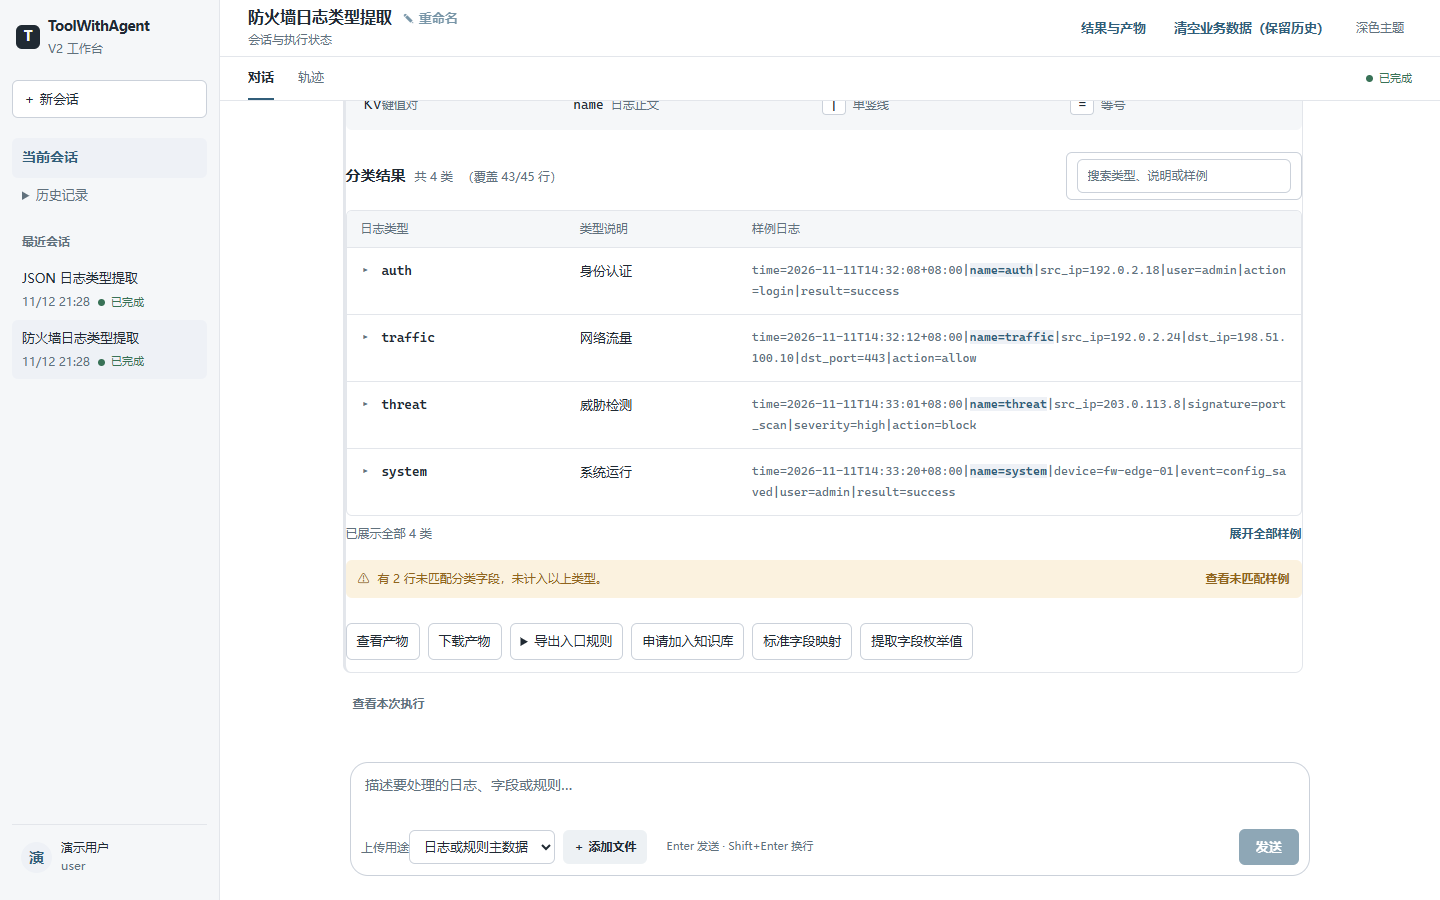 T
ToolWithAgent
V2 工作台
+ 新会话
当前会话
▶ 历史记录
最近会话
JSON 日志类型提取
11/12 21:28 ● 已完成
防火墙日志类型提取
11/12 21:28 ● 已完成
演
演示用户
user
防火墙日志类型提取 ✎ 重命名
会话与执行状态
结果与产物
清空业务数据（保留历史）
深色主题
对话 轨迹
● 已完成
KV键值对 name 日志正文 | 单竖线 = 等号
分类结果 共 4 类 （覆盖 43/45 行）
搜索类型、说明或样例
日志类型 类型说明 样例日志
▸ auth 身份认证 time=2026-11-11T14:32:08+08:00|name=auth|src_ip=192.0.2.18|user=admin|action
=login|result=success
▸ traffic 网络流量 time=2026-11-11T14:32:12+08:00|name=traffic|src_ip=192.0.2.24|dst_ip=198.51.
100.10|dst_port=443|action=allow
▸ threat 威胁检测 time=2026-11-11T14:33:01+08:00|name=threat|src_ip=203.0.113.8|signature=port
_scan|severity=high|action=block
▸ system 系统运行 time=2026-11-11T14:33:20+08:00|name=system|device=fw-edge-01|event=config_sa
ved|user=admin|result=success
已展示全部 4 类 展开全部样例
⚠ 有 2 行未匹配分类字段，未计入以上类型。 查看未匹配样例
查看产物 下载产物 ▶ 导出入口规则 申请加入知识库 标准字段映射 提取字段枚举值
查看本次执行
描述要处理的日志、字段或规则...
上传用途 日志或规则主数据 + 添加文件 Enter 发送 · Shift+Enter 换行 发送